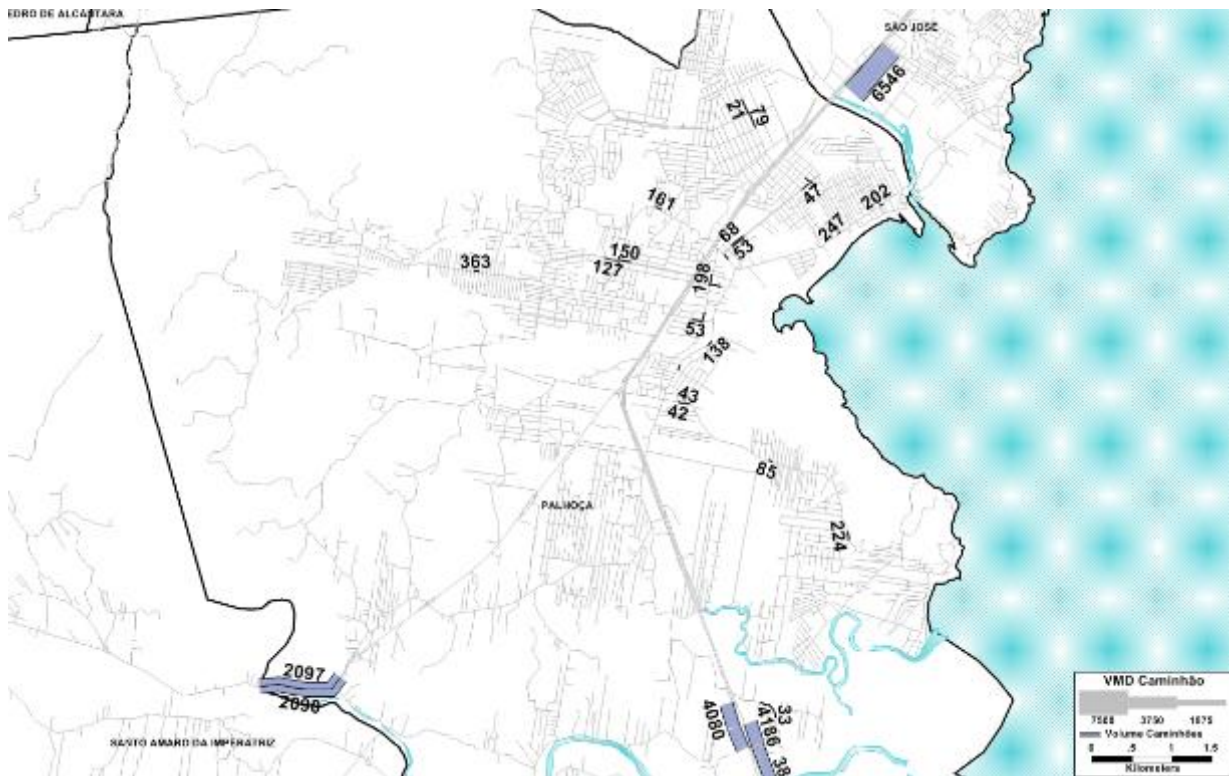 EDRO DE ALCANTARA
SÃO JOSE
6546
79
21
47
202
161
247
68
53
150
127
363
198
53
138
43
42
85
PALHOÇA
224
2097
2098
SANTO AMARO DA IMPERATRIZ
4080
4186
33
38
VMD Caminhão
7500 3750 1875
Volume Caminhões
0 .5 1 1.5
Kilometers